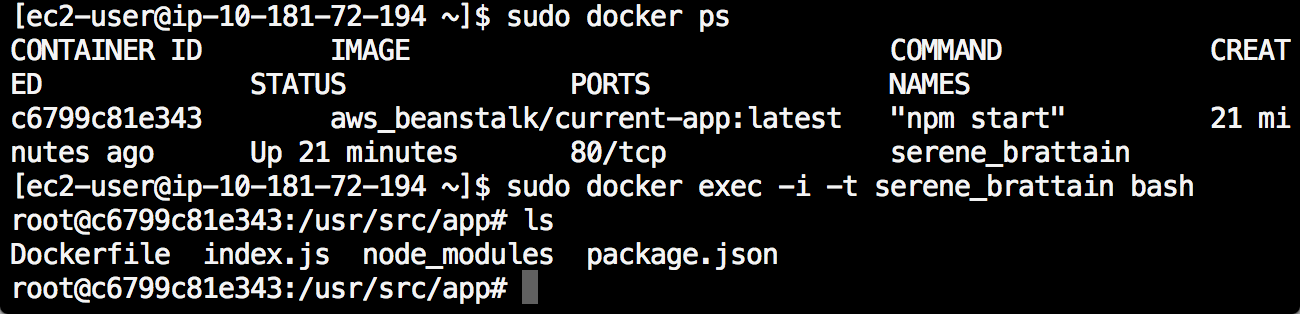 [ec2-user@ip-10-181-72-194 ~]$ sudo docker ps
CONTAINER ID        IMAGE                              COMMAND             CREAT
ED             STATUS              PORTS               NAMES
c6799c81e343        aws_beanstalk/current-app:latest   "npm start"         21 mi
nutes ago      Up 21 minutes       80/tcp              serene_brattain
[ec2-user@ip-10-181-72-194 ~]$ sudo docker exec -i -t serene_brattain bash
root@c6799c81e343:/usr/src/app# ls
Dockerfile  index.js  node_modules  package.json
root@c6799c81e343:/usr/src/app#